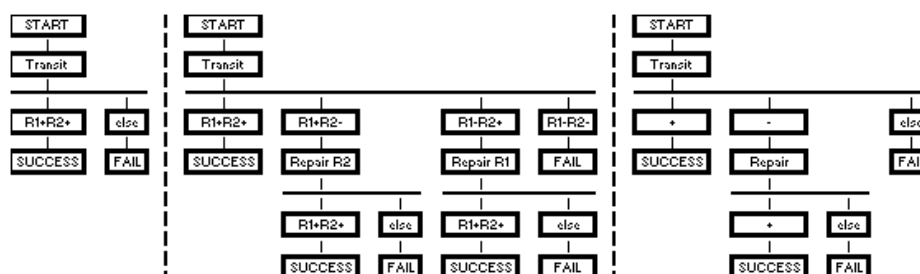 START
Transit
R1+R2+ else
SUCCESS FAIL
START
Transit
R1+R2+ R1+R2- R1-R2+ R1-R2-
SUCCESS Repair R2 Repair R1 FAIL
R1+R2+ else R1+R2+ else
SUCCESS FAIL SUCCESS FAIL
START
Transit
+ - else
SUCCESS Repair FAI
+ else
SUCCESS FAIL